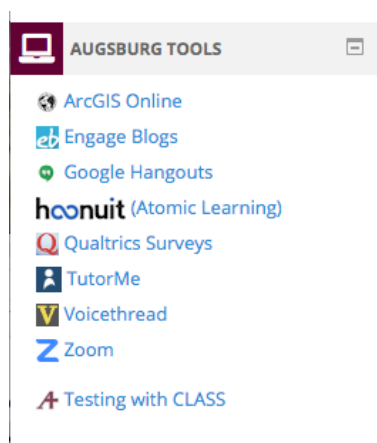 AUGSBURG TOOLS
ArcGIS Online
eb Engage Blogs
Google Hangouts
hoonuit (Atomic Learning)
Q Qualtrics Surveys
TutorMe
V Voicethread
Z Zoom
A Testing with CLASS